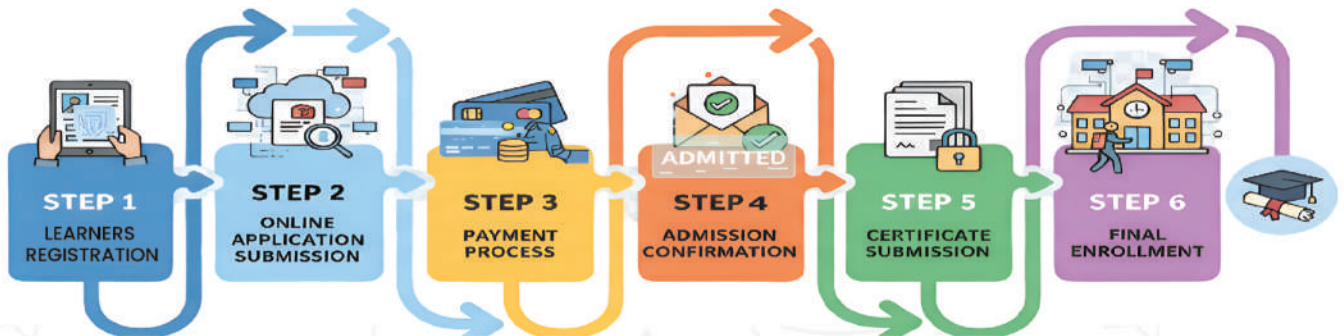 STEP 1
LEARNERS
REGISTRATION
STEP 2
ONLINE
APPLICATION
SUBMISSION
STEP 3
PAYMENT
PROCESS
ADMITTED
STEP 4
ADMISSION
CONFIRMATION
STEP 5
CERTIFICATE
SUBMISSION
STEP 6
FINAL
ENROLLMENT